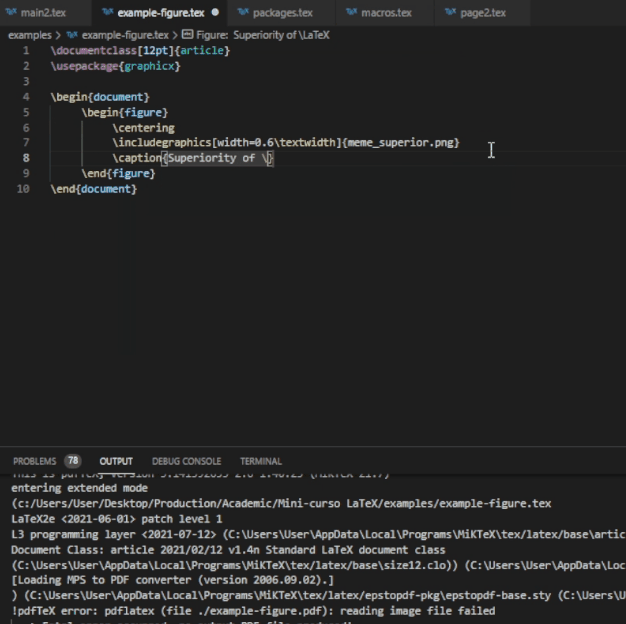 main2.tex example-figure.tex packages.tex macros.tex page2.tex
examples > example-figure.tex > Figure: Superiority of \LaTeX
1 \documentclass[12pt]{article}
2 \usepackage{graphicx}
3
4 \begin{document}
5 \begin{figure}
6 \centering
7 \includegraphics[width=0.6\textwidth]{meme_superior.png}
8 \caption{Superiority of \}
9 \end{figure}
10 \end{document}
PROBLEMS 78 OUTPUT DEBUG CONSOLE TERMINAL
entering extended mode
(c:/Users/User/Desktop/Production/Academic/Mini-curso LaTeX/examples/example-figure.tex
LaTeX2e <2021-06-01> patch level 1
L3 programming layer <2021-07-12> (C:\Users\User\AppData\Local\Programs\MiKTeX\tex/latex/base\artic
Document Class: article 2021/02/12 v1.4n Standard LaTeX document class
(C:\Users\User\AppData\Local\Programs\MiKTeX\tex/latex/base\size12.clo)) (C:\Users\User\AppData\Loc
[Loading MPS to PDF converter (version 2006.09.02).]
) (C:\Users\User\AppData\Local\Programs\MiKTeX\tex/latex/epstopdf-pkg\epstopdf-base.sty (C:\Users\U
!pdfTeX error: pdflatex (file ./example-figure.pdf): reading image file failed